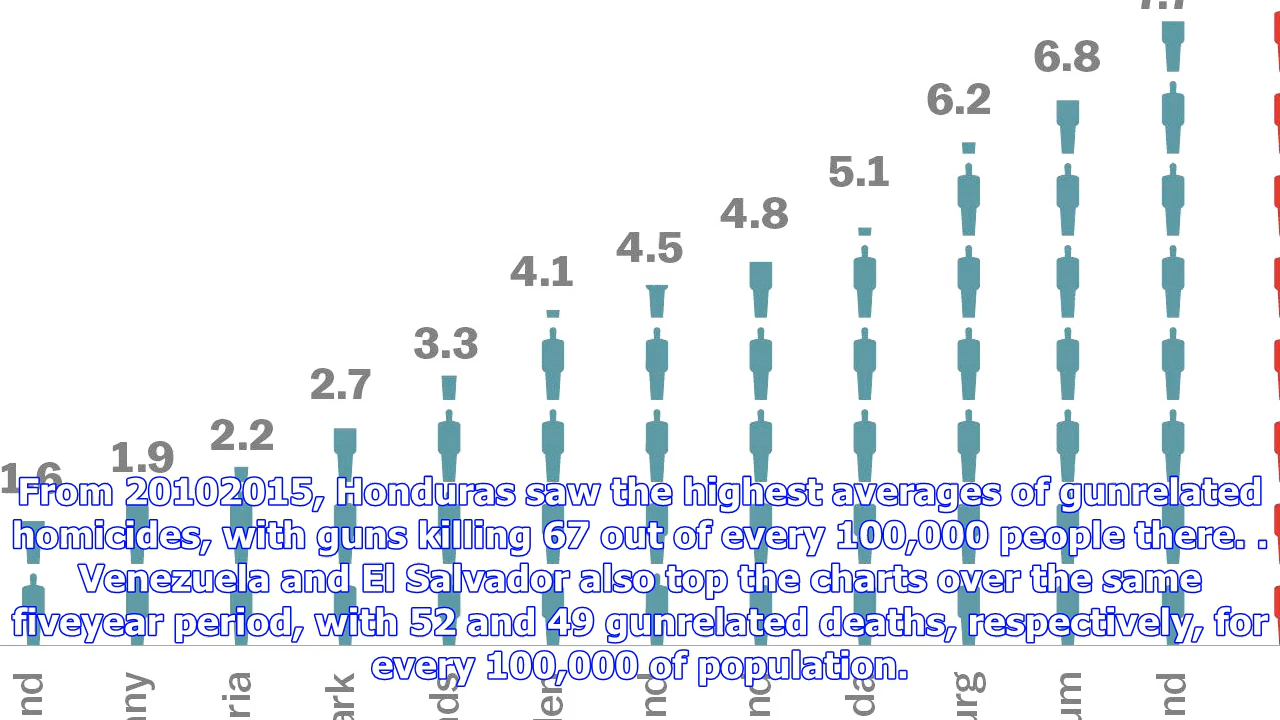 6.8
6.2
5.1
4.8
4.5
4.1
3.3
2.7
2.2
1.9
1.6
From 20102015, Honduras saw the highest averages of gunrelated
homicides, with guns killing 67 out of every 100,000 people there. .
Venezuela and El Salvador also top the charts over the same
fiveyear period, with 52 and 49 gunrelated deaths, respectively, for
every 100,000 of population.